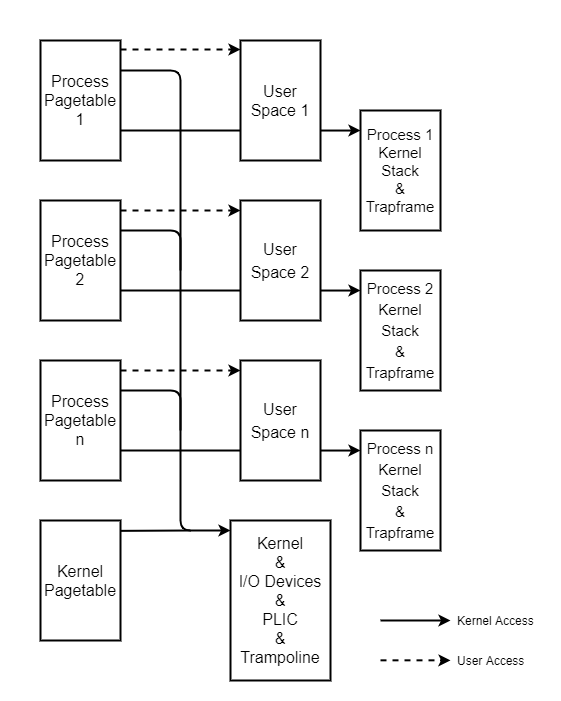 Process
Pagetable
1
User
Space 1
Process 1
Kernel
Stack
&
Trapframe
Process
Pagetable
2
User
Space 2
Process 2
Kernel
Stack
&
Trapframe
Process
Pagetable
n
User
Space n
Process n
Kernel
Stack
&
Trapframe
Kernel
Pagetable
Kernel
&
I/O Devices
&
PLIC
&
Trampoline
Kernel Access
User Access